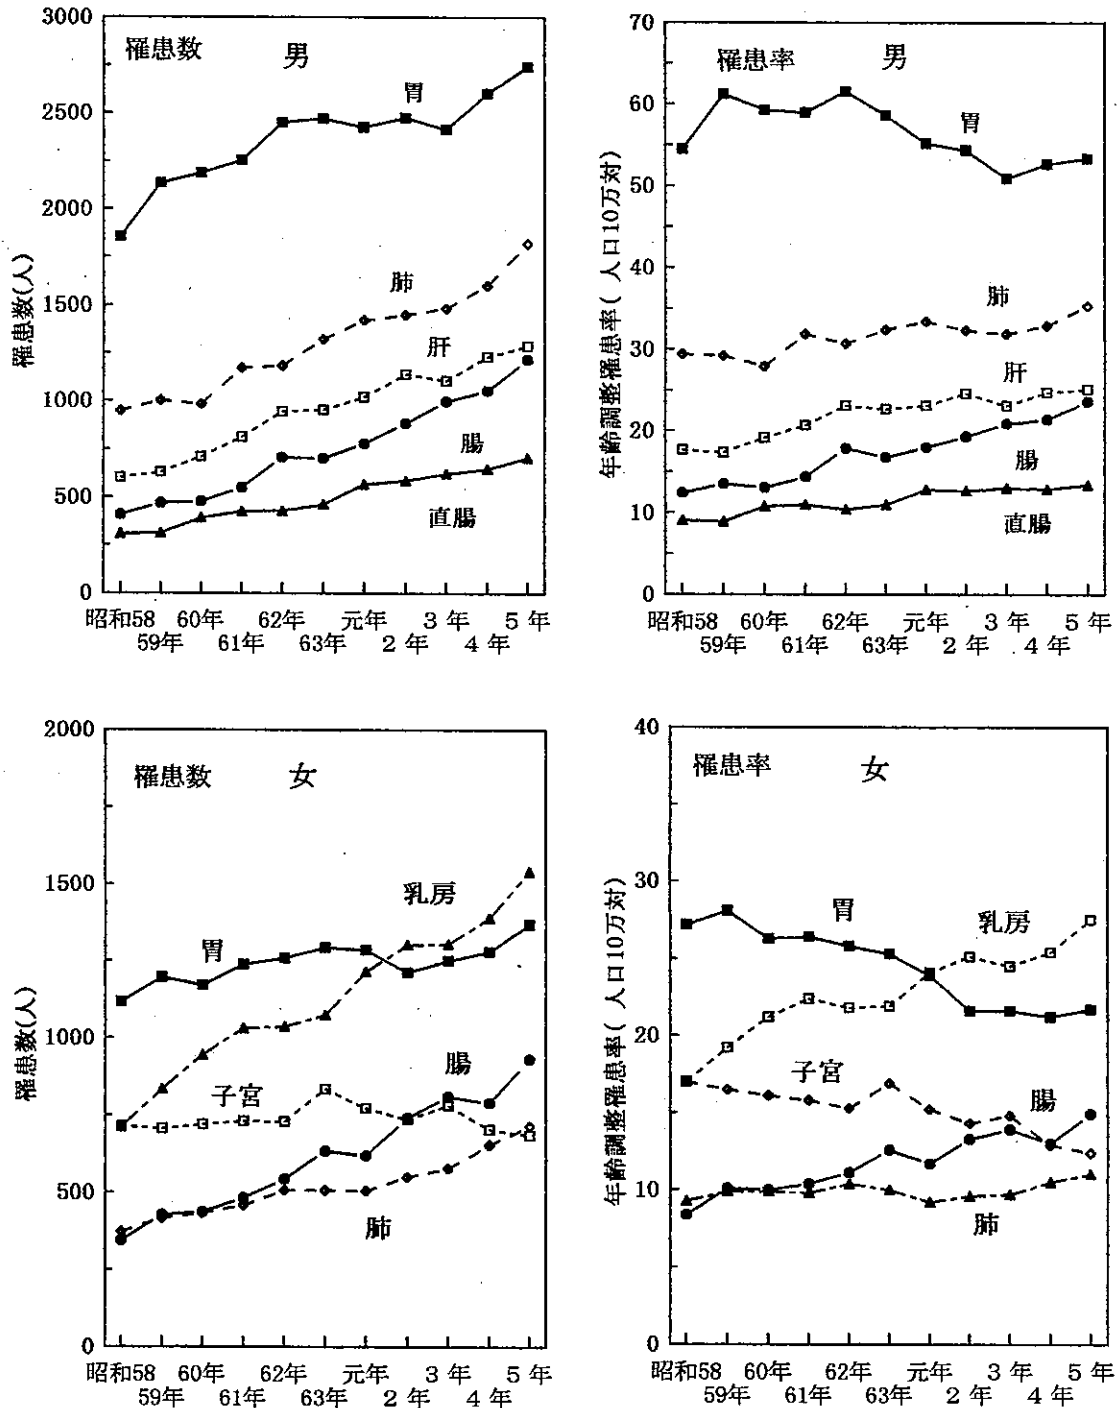 罹患数 男
3000
2500
2000
1500
1000
500
0
罹患数(人)
胃
肺
肝
腸
直腸
昭和58 60年 62年 元年 3年 5年
59年 61年 63年 2年 4年
罹患率 男
70
60
50
40
30
20
10
0
年齢調整罹患率(人口10万対)
胃
肺
肝
腸
直腸
昭和58 60年 62年 元年 3年 5年
59年 61年 63年 2年 4年
罹患数 女
2000
1500
1000
500
0
罹患数(人)
乳房
胃
腸
子宮
肺
昭和58 60年 62年 元年 3年 5年
59年 61年 63年 2年 4年
罹患率 女
40
30
20
10
0
年齢調整罹患率(人口10万対)
胃
乳房
子宮
腸
肺
昭和58 60年 62年 元年 3年 5年
59年 61年 63年 2年 4年